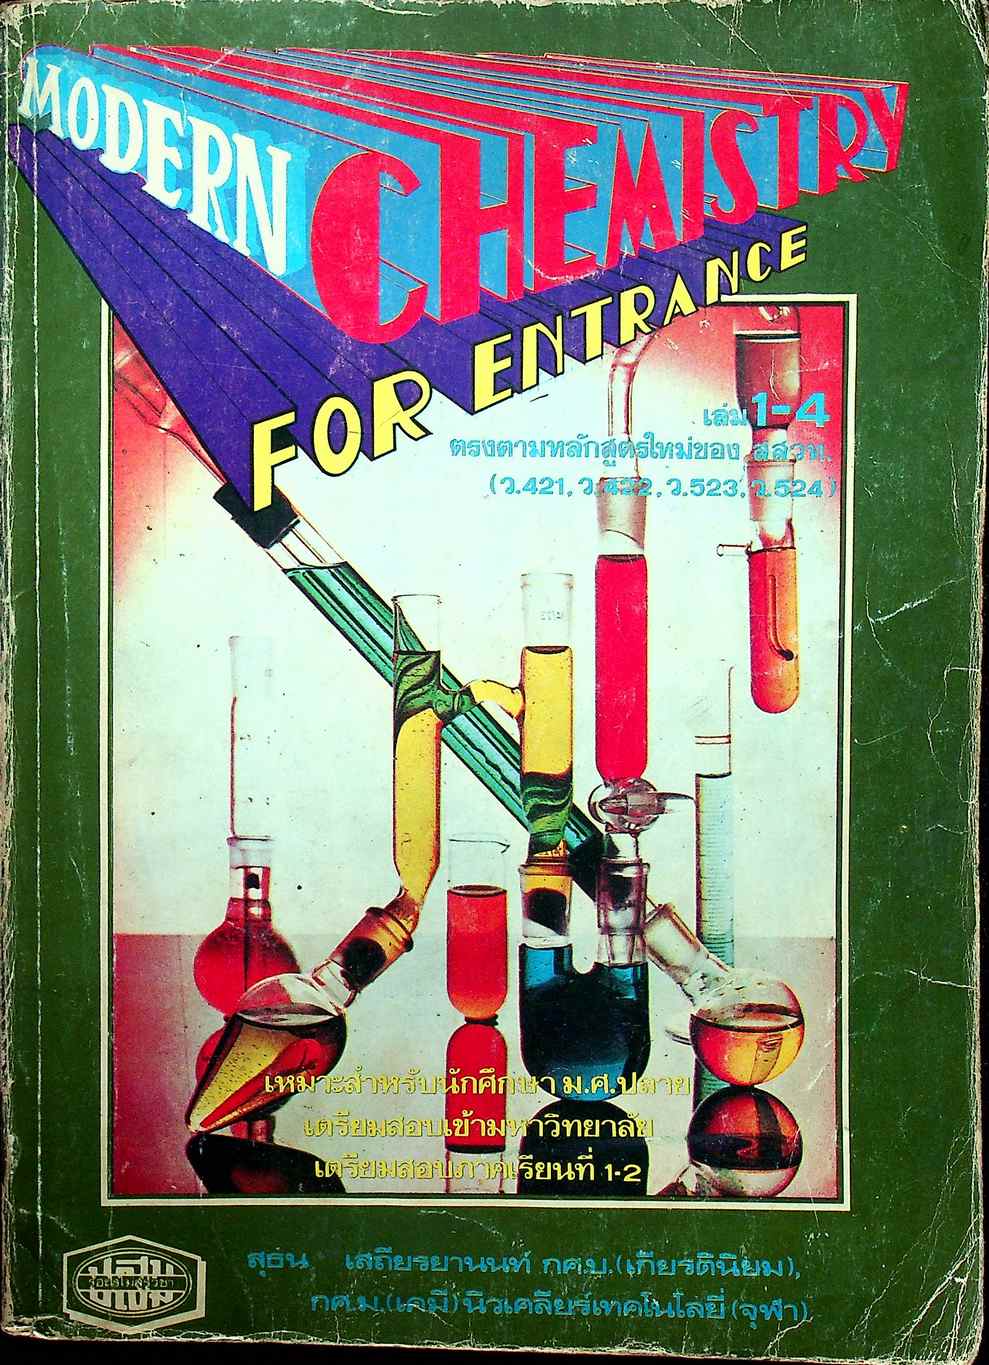 MODERN
CHEMISTRY
FOR ENTRANCE
เล่ม 1-4
ตรงตามหลักสูตรใหม่ของ สสวท.
(ว.421, ว.422, ว.523, ว.524)
เหมาะสำหรับนักศึกษา ม.ศ.ปลาย
เตรียมสอบเข้ามหาวิทยาลัย
เตรียมสอบภาคเรียนที่ 1-2
สุธน เสถียรยานนท์ กศ.บ.(เกียรตินิยม),
กศ.ม.(เคมี)นิวเคลียร์เทคโนโลยี่(จุฬา)